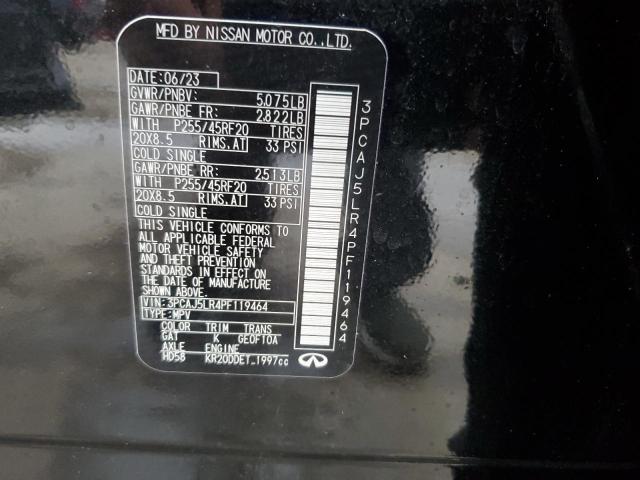 MFD BY NISSAN MOTOR CO.,LTD.
DATE: 06/23
GVWR/PNBV: 5,075LB
GAWR/PNBE FR: 2,822LB
WITH P255/45RF20 TIRES
20X8.5 RIMS.AT 33 PSI
COLD SINGLE
GAWR/PNBE RR: 2513LB
WITH P255/45RF20 TIRES
20X8.5 RIMS.AT 33 PSI
COLD SINGLE
THIS VEHICLE CONFORMS TO
ALL APPLICABLE FEDERAL
MOTOR VEHICLE SAFETY
AND THEFT PREVENTION
STANDARDS IN EFFECT ON
THE DATE OF MANUFACTURE
SHOWN ABOVE.
VIN: 3PCAJ5LR4PF119464
TYPE: MPV
COLOR TRIM TRANS
GAT K GE0FT0A
AXLE ENGINE
HD58 KR20DDET 1997cc
3PCAJ5LR4PF119464